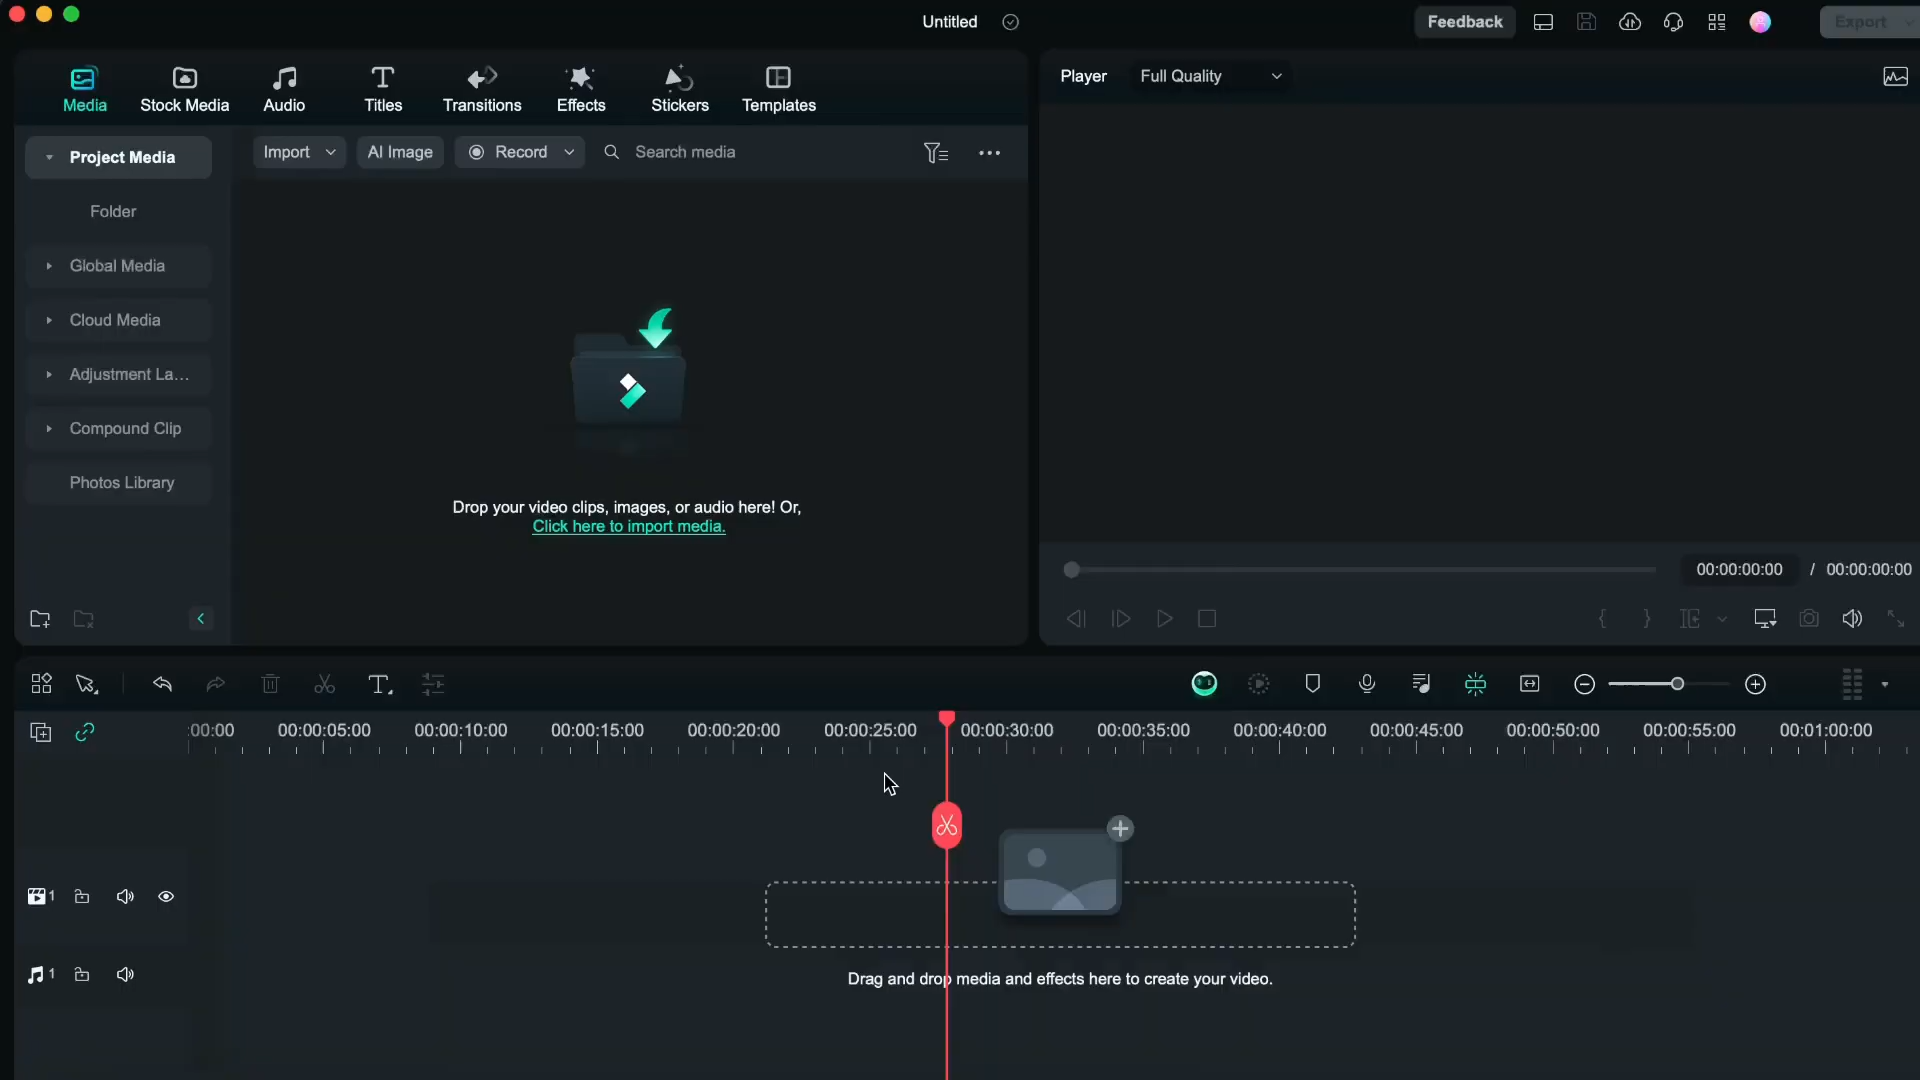 Untitled
Feedback
Export
Media
Stock Media
Audio
Titles
Transitions
Effects
Stickers
Templates
Player
Full Quality
Project Media
Import
AI Image
Record
Search media
Folder
Global Media
Cloud Media
Adjustment La...
Compound Clip
Photos Library
Drop your video clips, images, or audio here! Or,
Click here to import media.
00:00:00:00 / 00:00:00:00
:00:00 00:00:05:00 00:00:10:00 00:00:15:00 00:00:20:00 00:00:25:00 00:00:30:00 00:00:35:00 00:00:40:00 00:00:45:00 00:00:50:00 00:00:55:00 00:01:00:00
1
1
Drag and drop media and effects here to create your video.